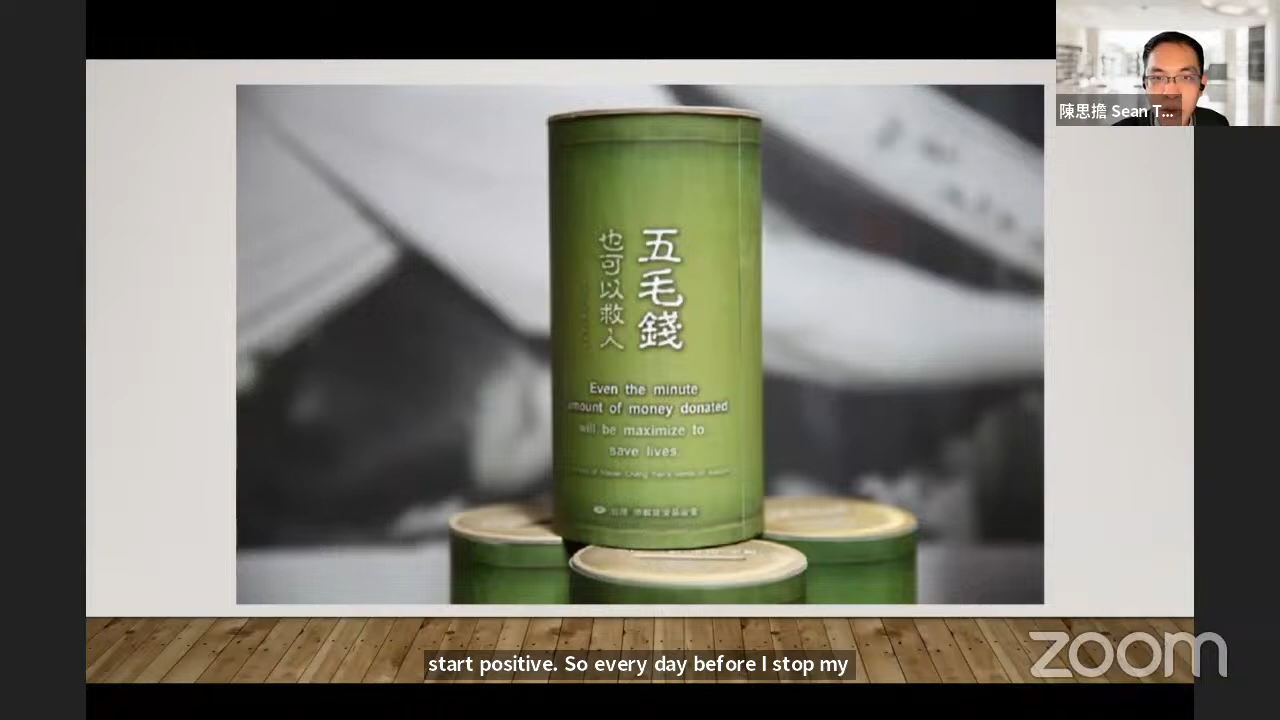 陳思擔 Sean T...
五毛錢
也可以救人
Even the minute
amount of money donated
will be maximize to
save lives.
start positive. So every day before I stop my
zoom